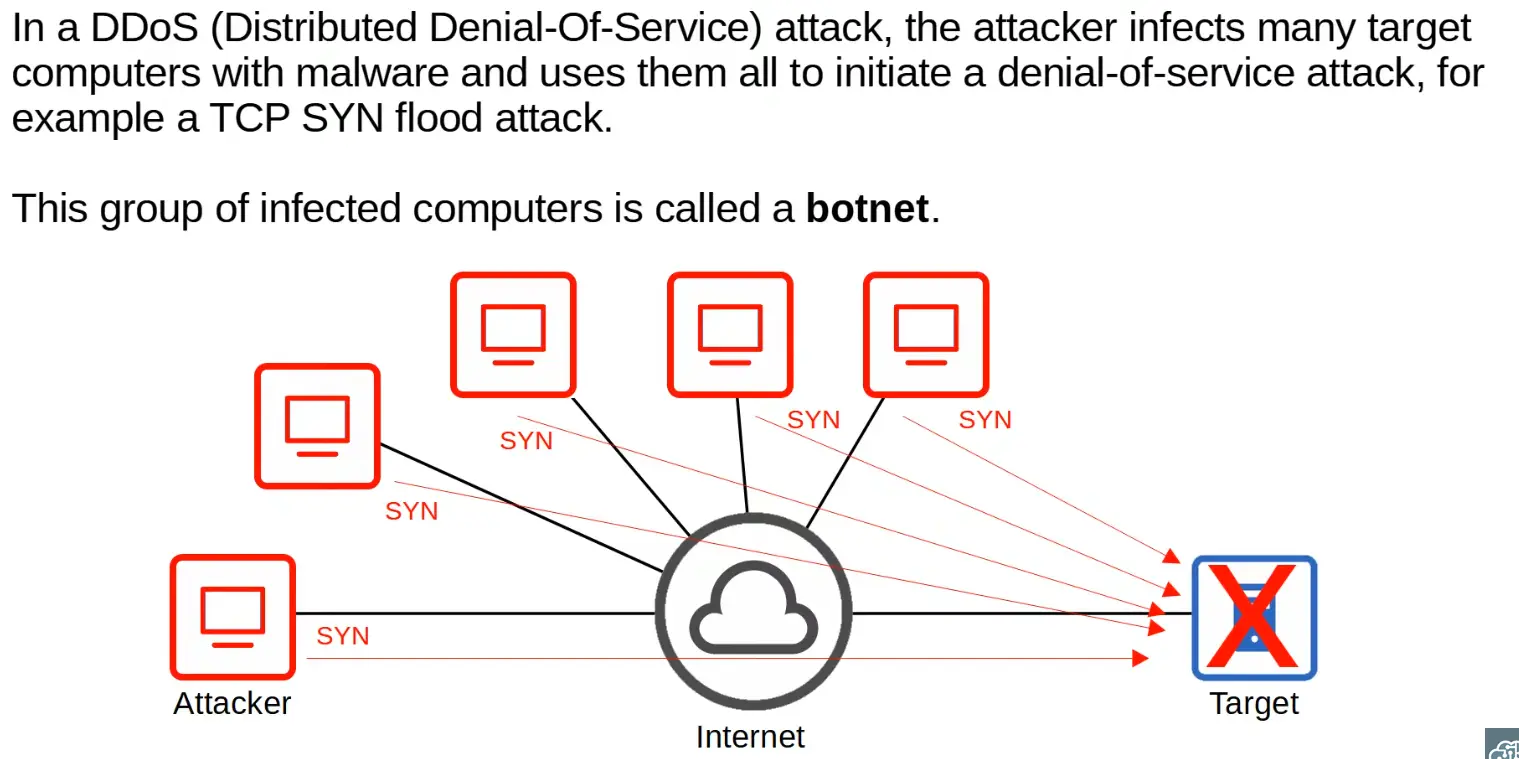 In a DDoS (Distributed Denial-Of-Service) attack, the attacker infects many target
computers with malware and uses them all to initiate a denial-of-service attack, for
example a TCP SYN flood attack.
This group of infected computers is called a botnet.
SYN
SYN
SYN
SYN
SYN
Attacker
Target
Internet